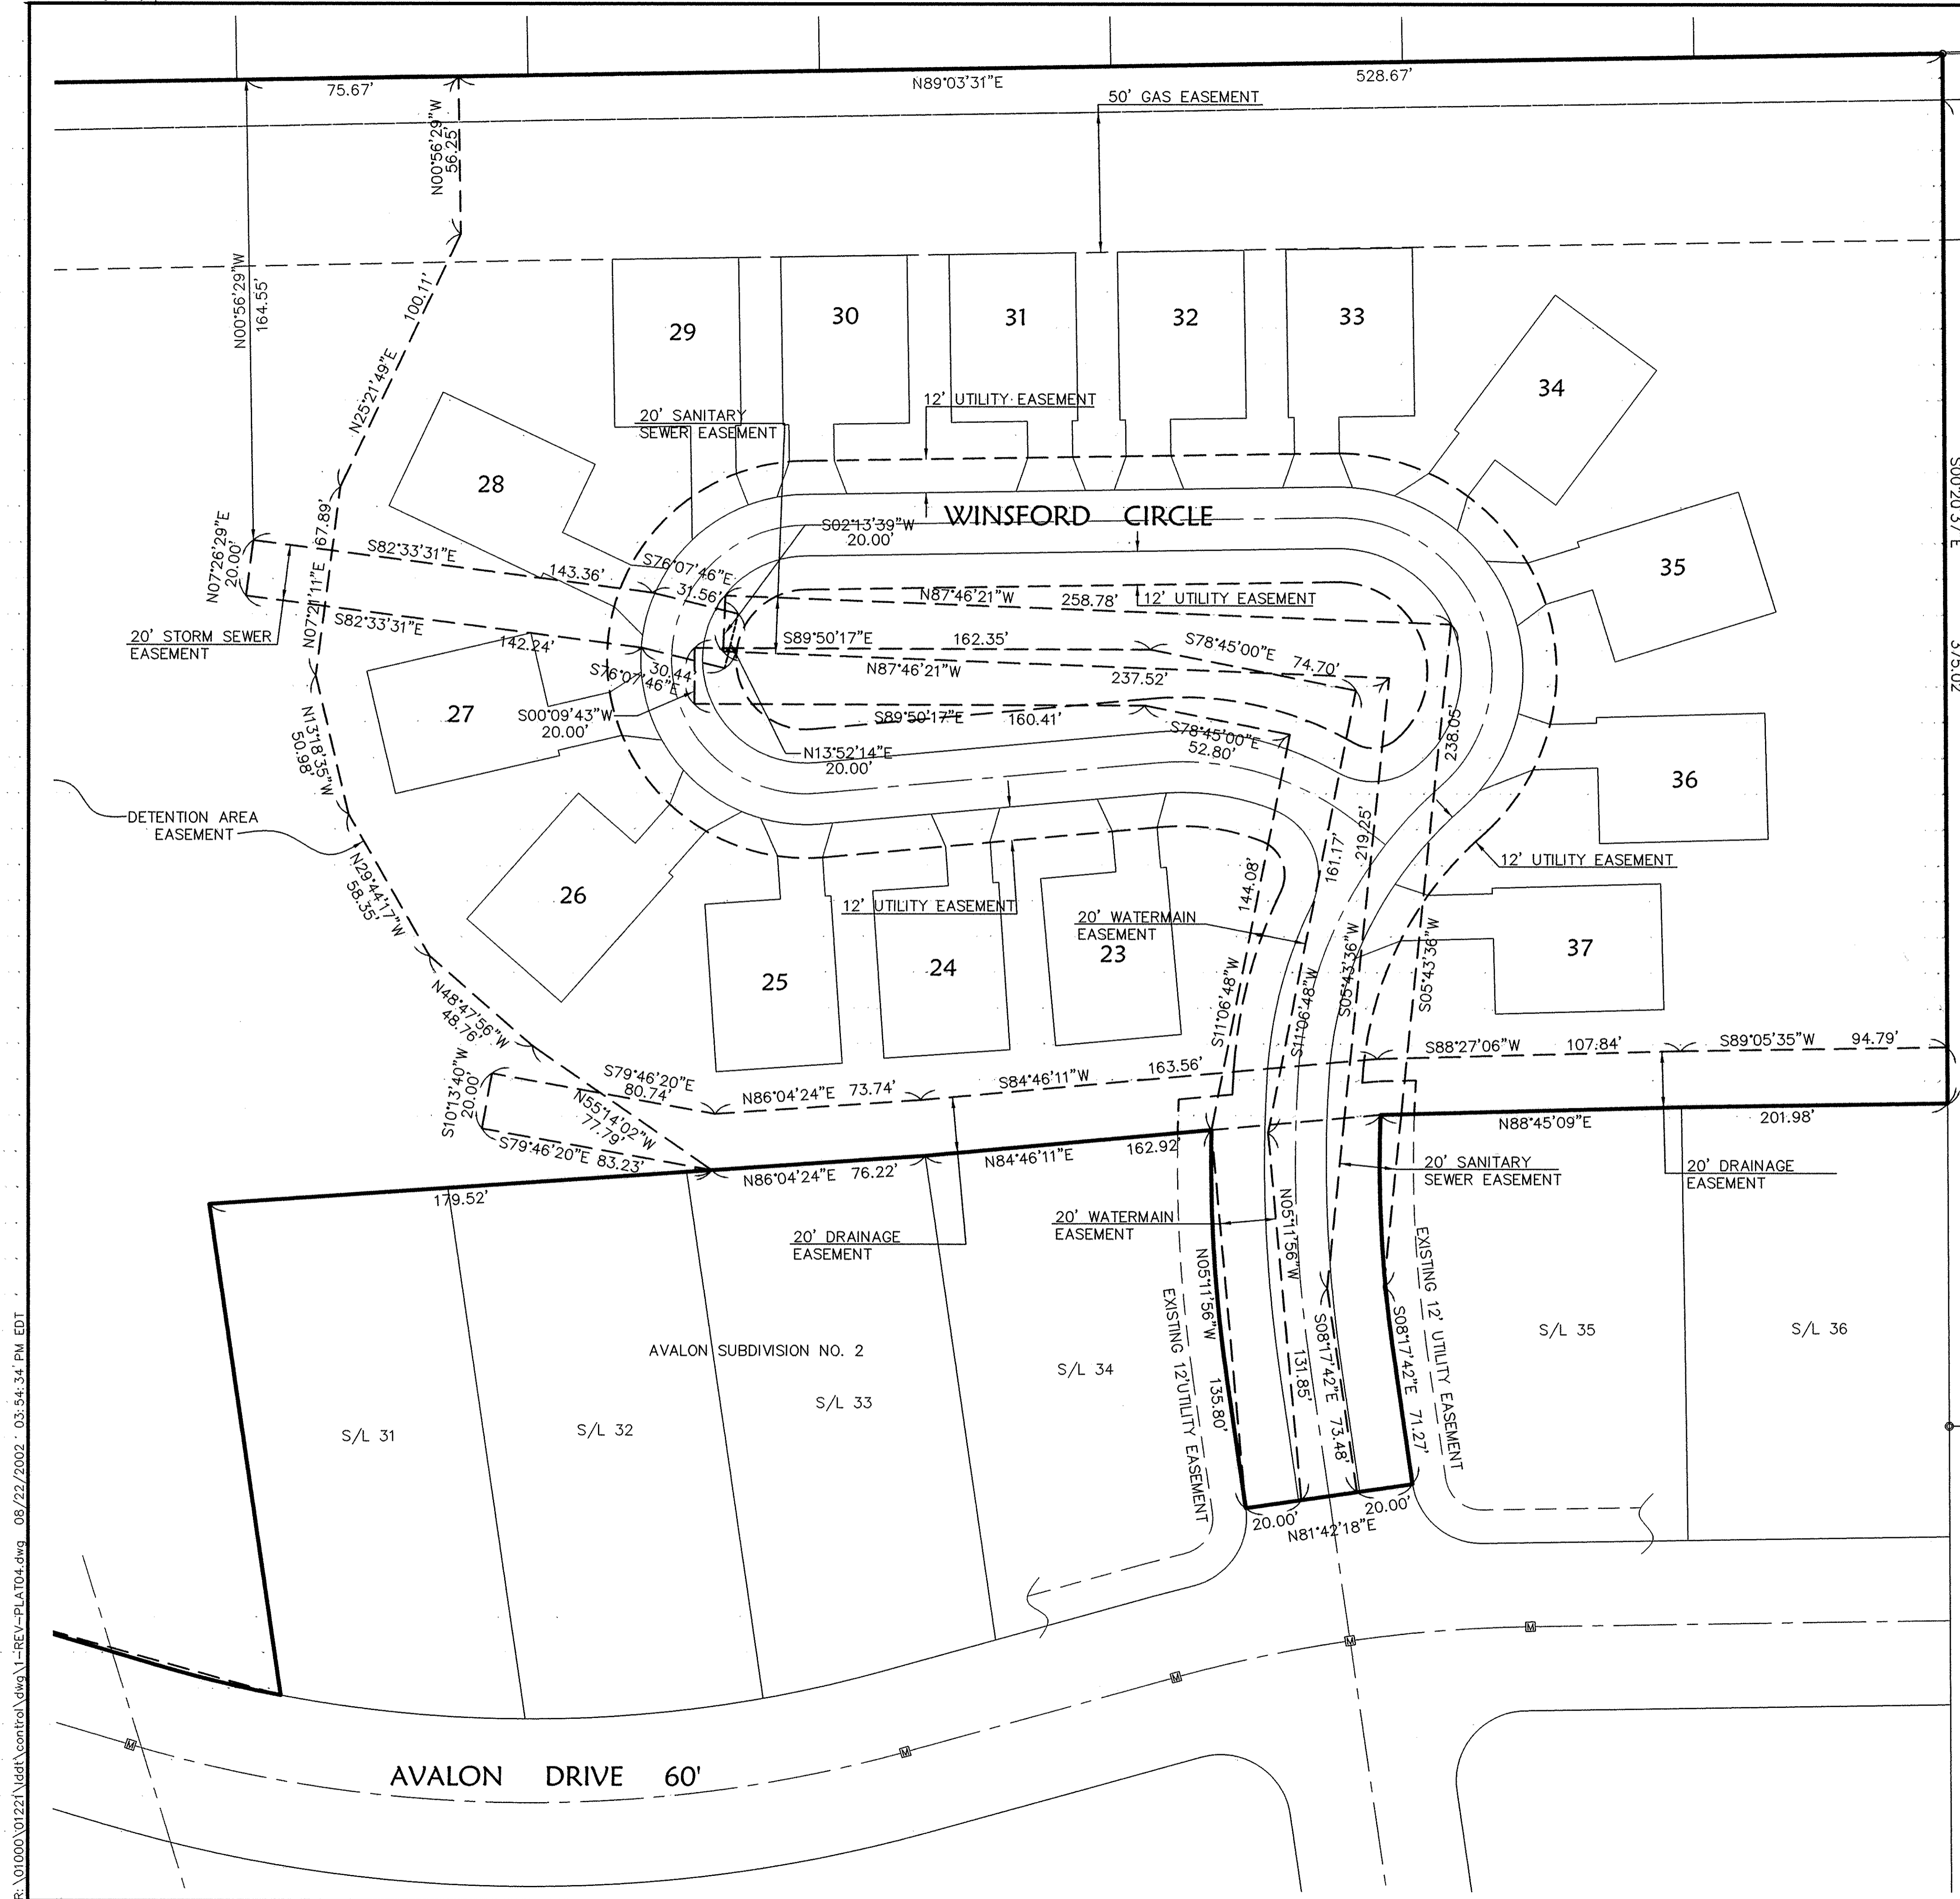 75.67'
N89°03'31"E
528.67'
50' GAS EASEMENT
N00°56'29"W
56.25'
N00°56'29"W
164.55'
100.11'
N25°21'49"E
29
30
31
32
33
34
12' UTILITY EASEMENT
20' SANITARY
SEWER EASEMENT
28
S00°20'37"E
375.02'
WINSFORD CIRCLE
S02°13'39"W
20.00'
67.89'
N07°21'11"E
N07°26'29"E
20.00'
S82°33'31"E
143.36'
S76°07'46"E
31.56'
35
N87°46'21"W
258.78'
12' UTILITY EASEMENT
S82°33'31"E
142.24'
20' STORM SEWER
EASEMENT
S89°50'17"E
162.35'
S78°45'00"E
74.70'
30.44'
S76°07'46"E
N87°46'21"W
237.52'
27
S00°09'43"W
20.00'
S89°50'17"E
160.41'
S78°45'00"E
52.80'
238.05'
N13°18'35"W
50.98'
N13°52'14"E
20.00'
36
DETENTION AREA
EASEMENT
219.25'
161.17'
12' UTILITY EASEMENT
144.08'
N29°44'17"W
58.35'
26
12' UTILITY EASEMENT
20' WATERMAIN
EASEMENT
25
24
23
37
S11°06'48"W
S11°06'48"W
S05°43'36"W
S05°43'36"W
N48°47'56"W
48.76'
S88°27'06"W
107.84'
S89°05'35"W
94.79'
S10°13'40"W
20.00'
S79°46'20"E
80.74'
N86°04'24"E 73.74'
S84°46'11"W
163.56'
N55°14'02"W
77.79'
S79°46'20"E 83.23'
N86°04'24"E 76.22'
N84°46'11"E
162.92'
N88°45'09"E
201.98'
20' SANITARY
SEWER EASEMENT
20' DRAINAGE
EASEMENT
179.52'
20' DRAINAGE
EASEMENT
20' WATERMAIN
EASEMENT
N05°11'56"W
135.80'
N05°11'56"W
131.85'
S08°17'42"E 73.48'
S08°17'42"E 71.27'
EXISTING 12'UTILITY EASEMENT
EXISTING 12' UTILITY EASEMENT
AVALON SUBDIVISION NO. 2
S/L 31
S/L 32
S/L 33
S/L 34
S/L 35
S/L 36
20.00'
20.00'
N81°42'18"E
M
M
M
M
M
AVALON DRIVE 60'
R:\01000\01221\lddt\control\dwg\1-REV-PLAT04.dwg 08/22/2002 03:54:34 PM EDT